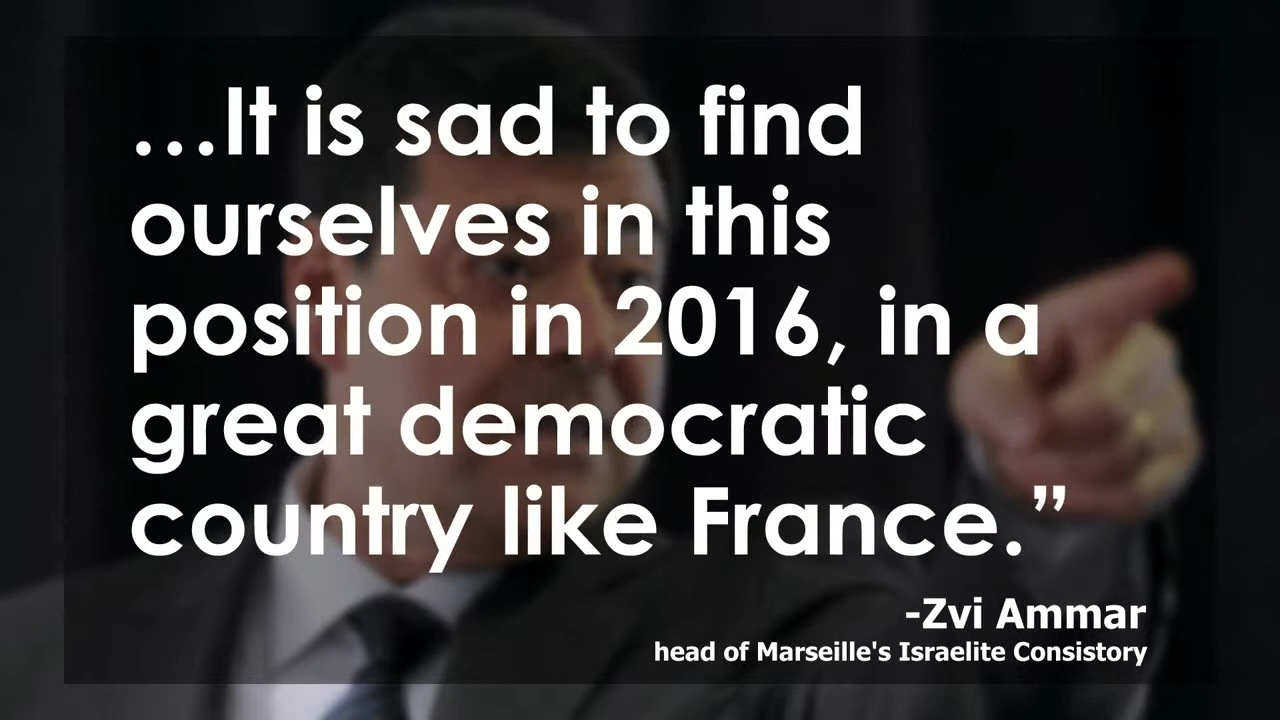 …It is sad to find
ourselves in this
position in 2016, in a
great democratic
country like France.”
-Zvi Ammar
head of Marseille's Israelite Consistory